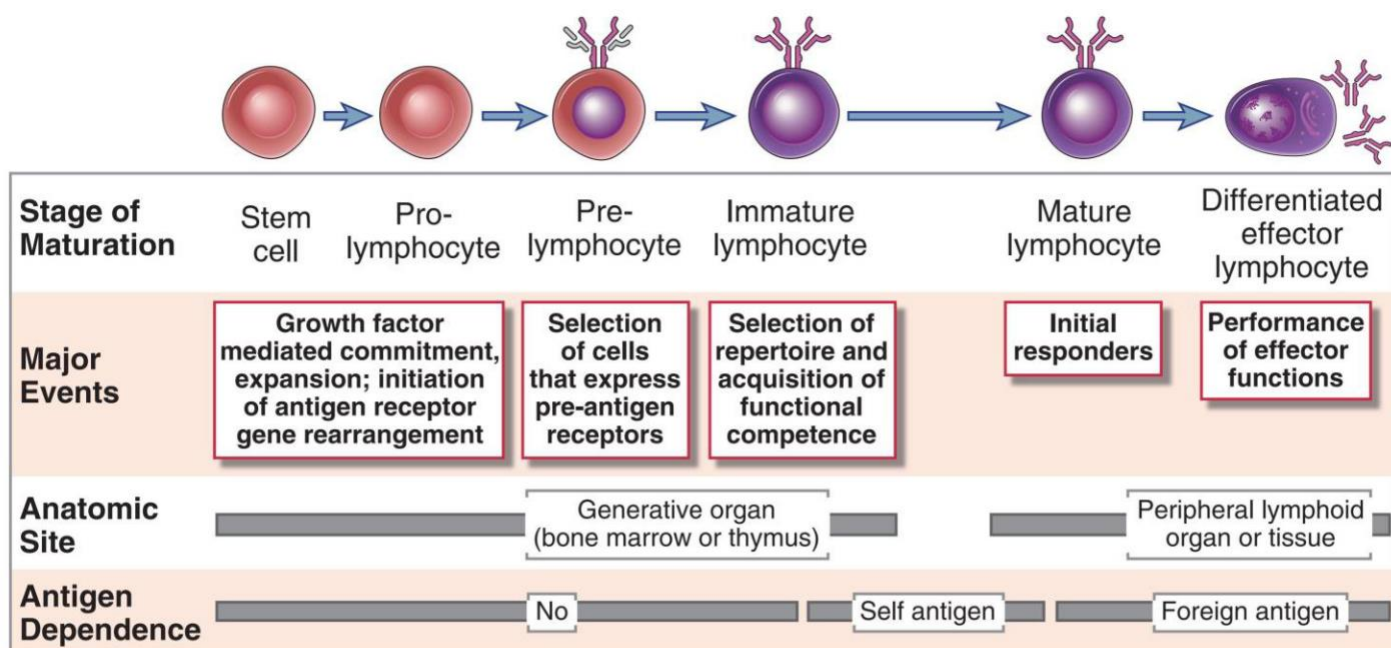 Stage of
Maturation
Stem
cell
Pro-
lymphocyte
Pre-
lymphocyte
Immature
lymphocyte
Mature
lymphocyte
Differentiated
effector
lymphocyte
Major
Events
Growth factor
mediated commitment,
expansion; initiation
of antigen receptor
gene rearrangement
Selection
of cells
that express
pre-antigen
receptors
Selection of
repertoire and
acquisition of
functional
competence
Initial
responders
Performance
of effector
functions
Anatomic
Site
Generative organ
(bone marrow or thymus)
Peripheral lymphoid
organ or tissue
Antigen
Dependence
No
Self antigen
Foreign antigen